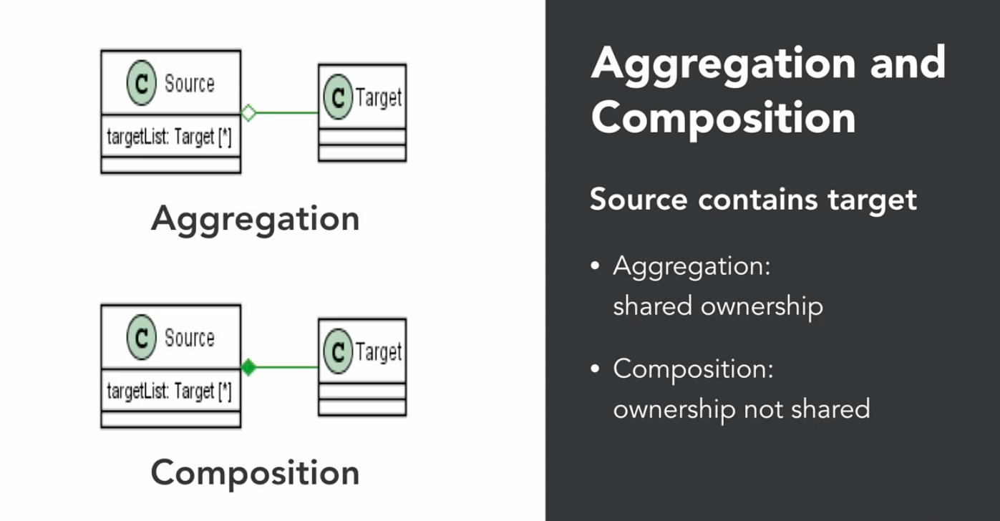 C Source
targetList: Target [*]
C Target
Aggregation
C Source
targetList: Target [*]
C Target
Composition
Aggregation and
Composition
Source contains target
• Aggregation:
shared ownership
• Composition:
ownership not shared